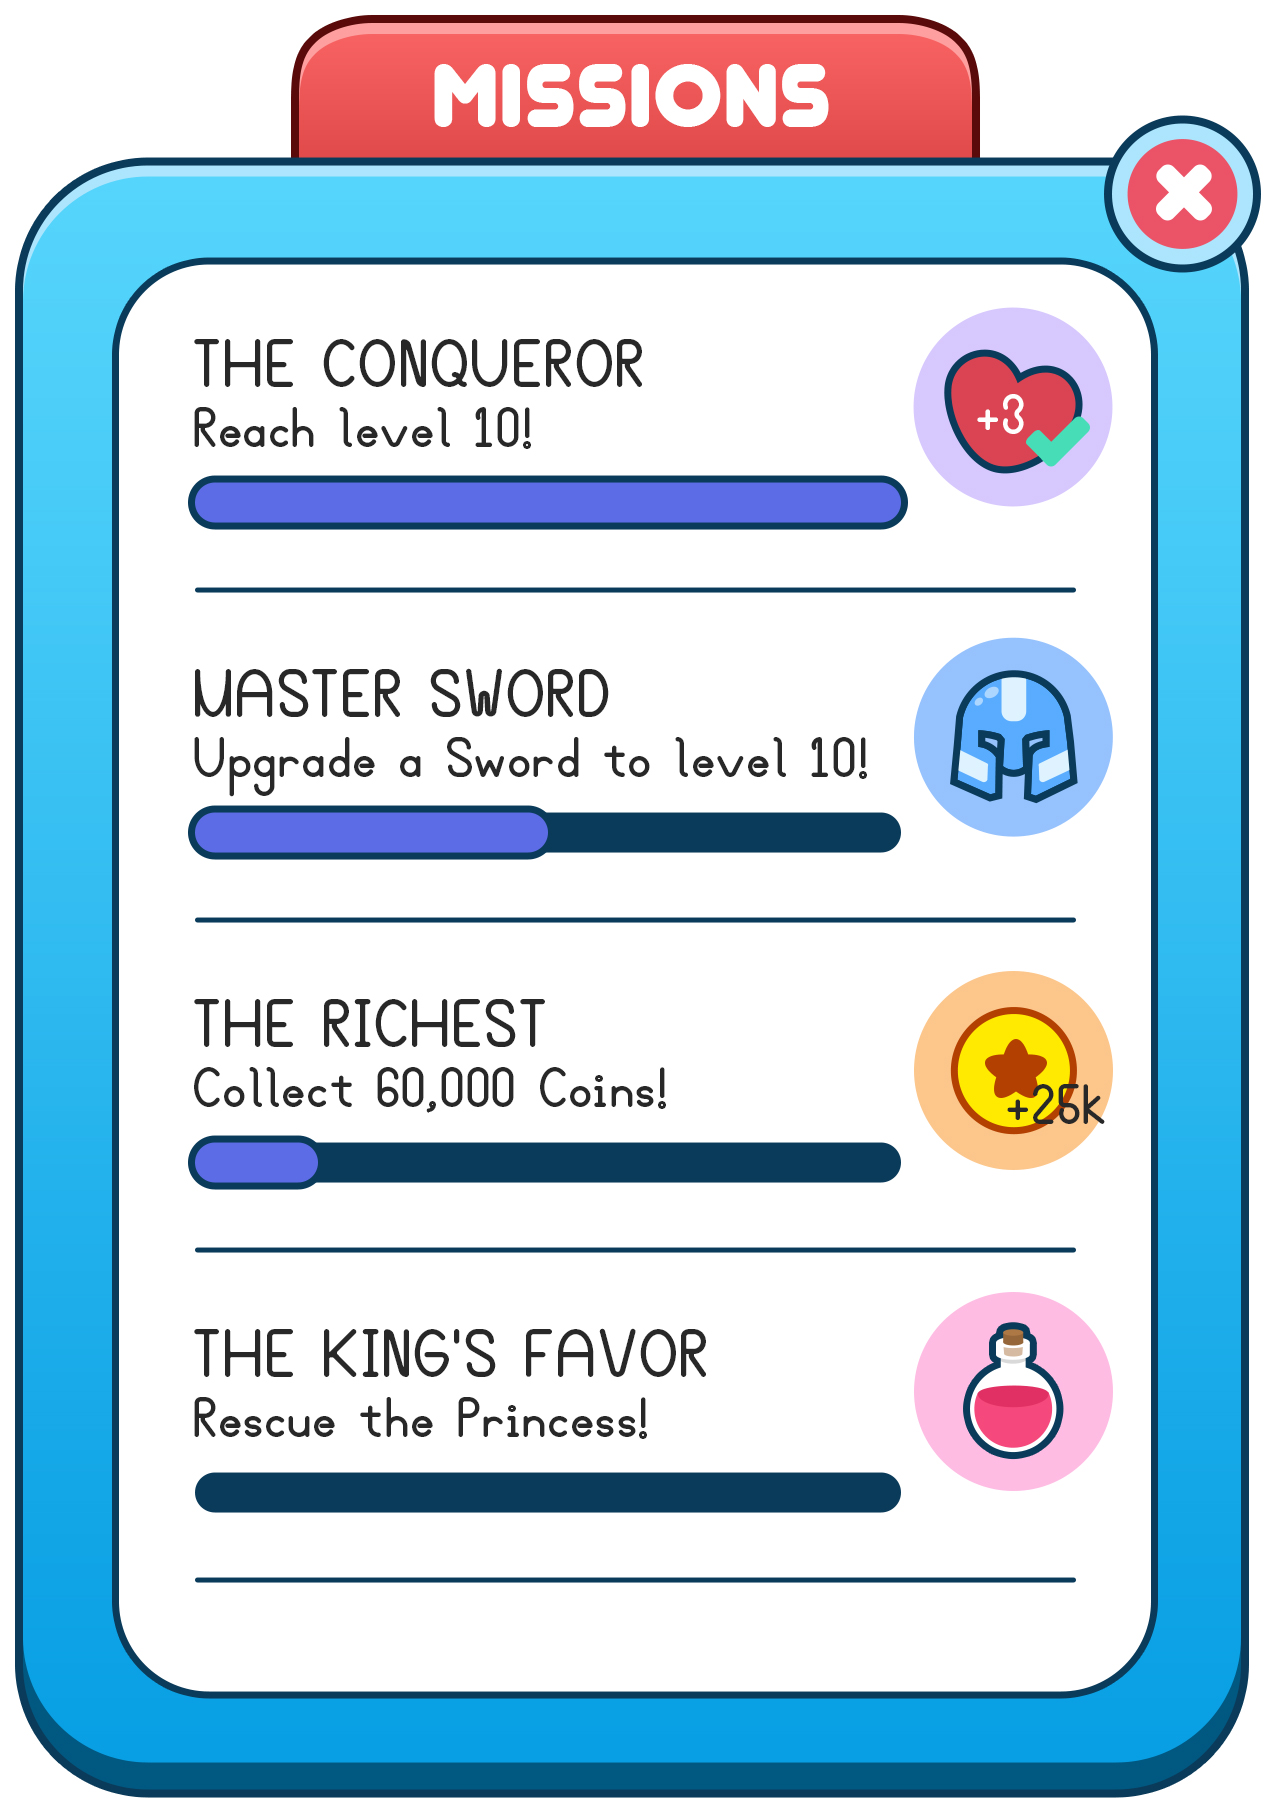 MISSIONS
THE CONQUEROR
Reach level 10!
+3
MASTER SWORD
Upgrade a Sword to level 10!
THE RICHEST
Collect 60,000 Coins!
+25k
THE KING'S FAVOR
Rescue the Princess!